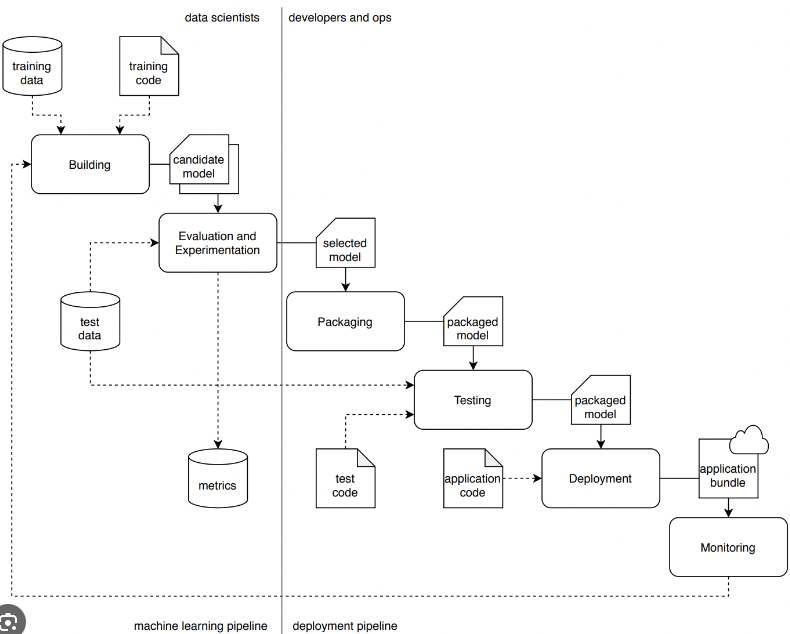 data scientists
developers and ops
training
data
training
code
Building
candidate
model
Evaluation and
Experimentation
selected
model
test
data
Packaging
packaged
model
Testing
packaged
model
metrics
test
code
application
code
Deployment
application
bundle
Monitoring
machine learning pipeline
deployment pipeline